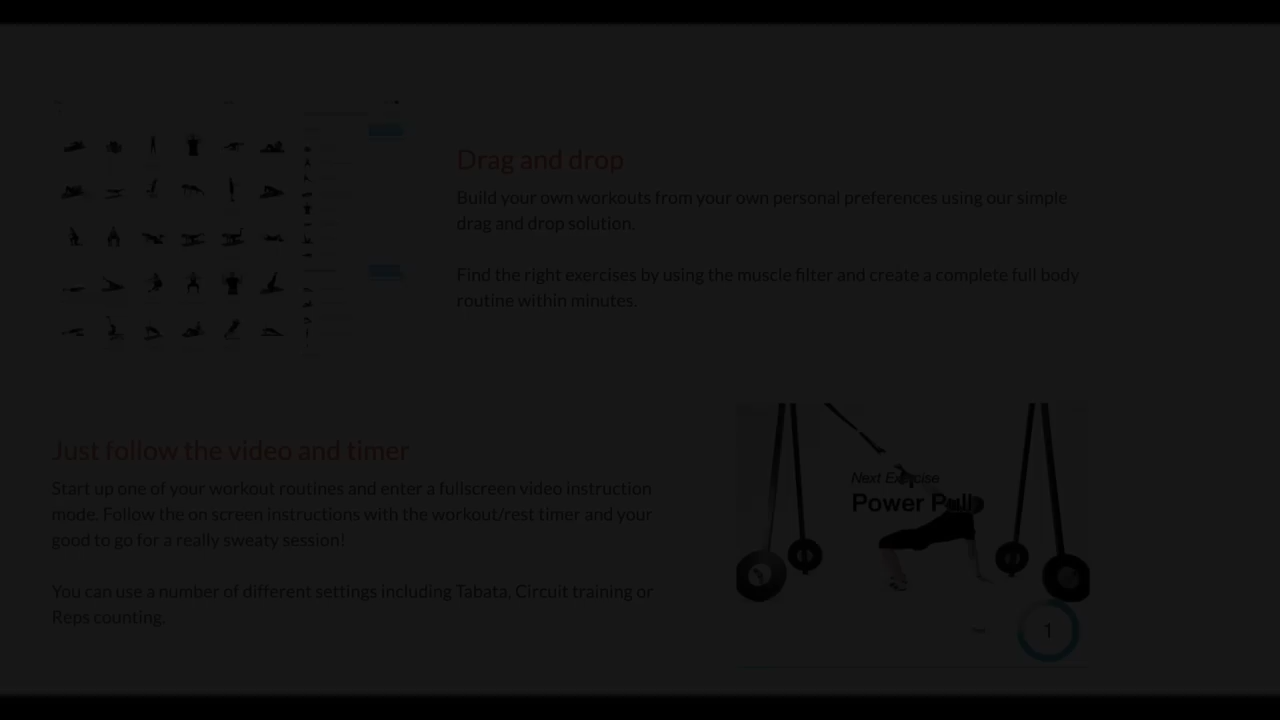 Drag and drop
Build your own workouts from your own personal preferences using our simple
drag and drop solution.
Find the right exercises by using the muscle filter and create a complete full body
routine within minutes.
Just follow the video and timer
Start up one of your workout routines and enter a fullscreen video instruction
mode. Follow the on screen instructions with the workout/rest timer and your
good to go for a really sweaty session!
You can use a number of different settings including Tabata, Circuit training or
Reps counting.
Next Exercise
Power Pull
1